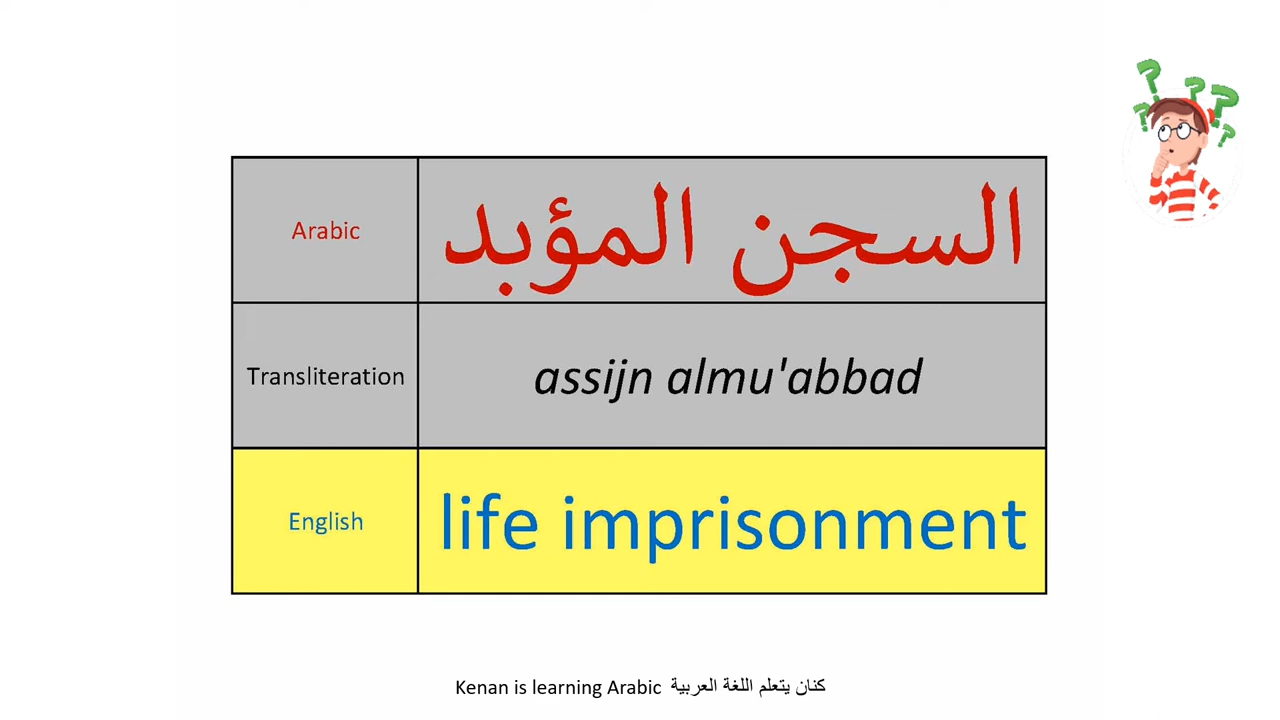 Arabic السجن المؤبد
Transliteration assijn almu'abbad
English life imprisonment
Kenan is learning Arabic كنان يتعلم اللغة العربية